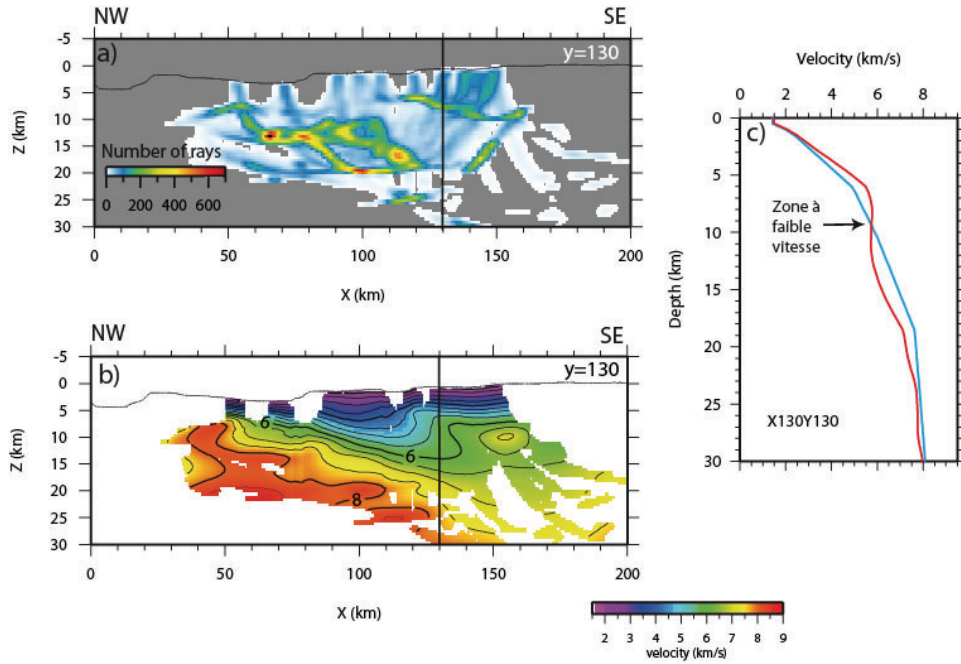 NW SE
a)
y=130
-5
0
5
10
15
20
25
30
Z (km)
Number of rays
0 200 400 600
0 50 100 150 200
X (km)
NW SE
b)
y=130
-5
0
5
10
15
20
25
30
Z (km)
6
6
8
0 50 100 150 200
X (km)
2 3 4 5 6 7 8 9
velocity (km/s)
Velocity (km/s)
0 2 4 6 8
c)
0
5
10
15
20
25
30
Depth (km)
Zone à
faible
vitesse
X130Y130